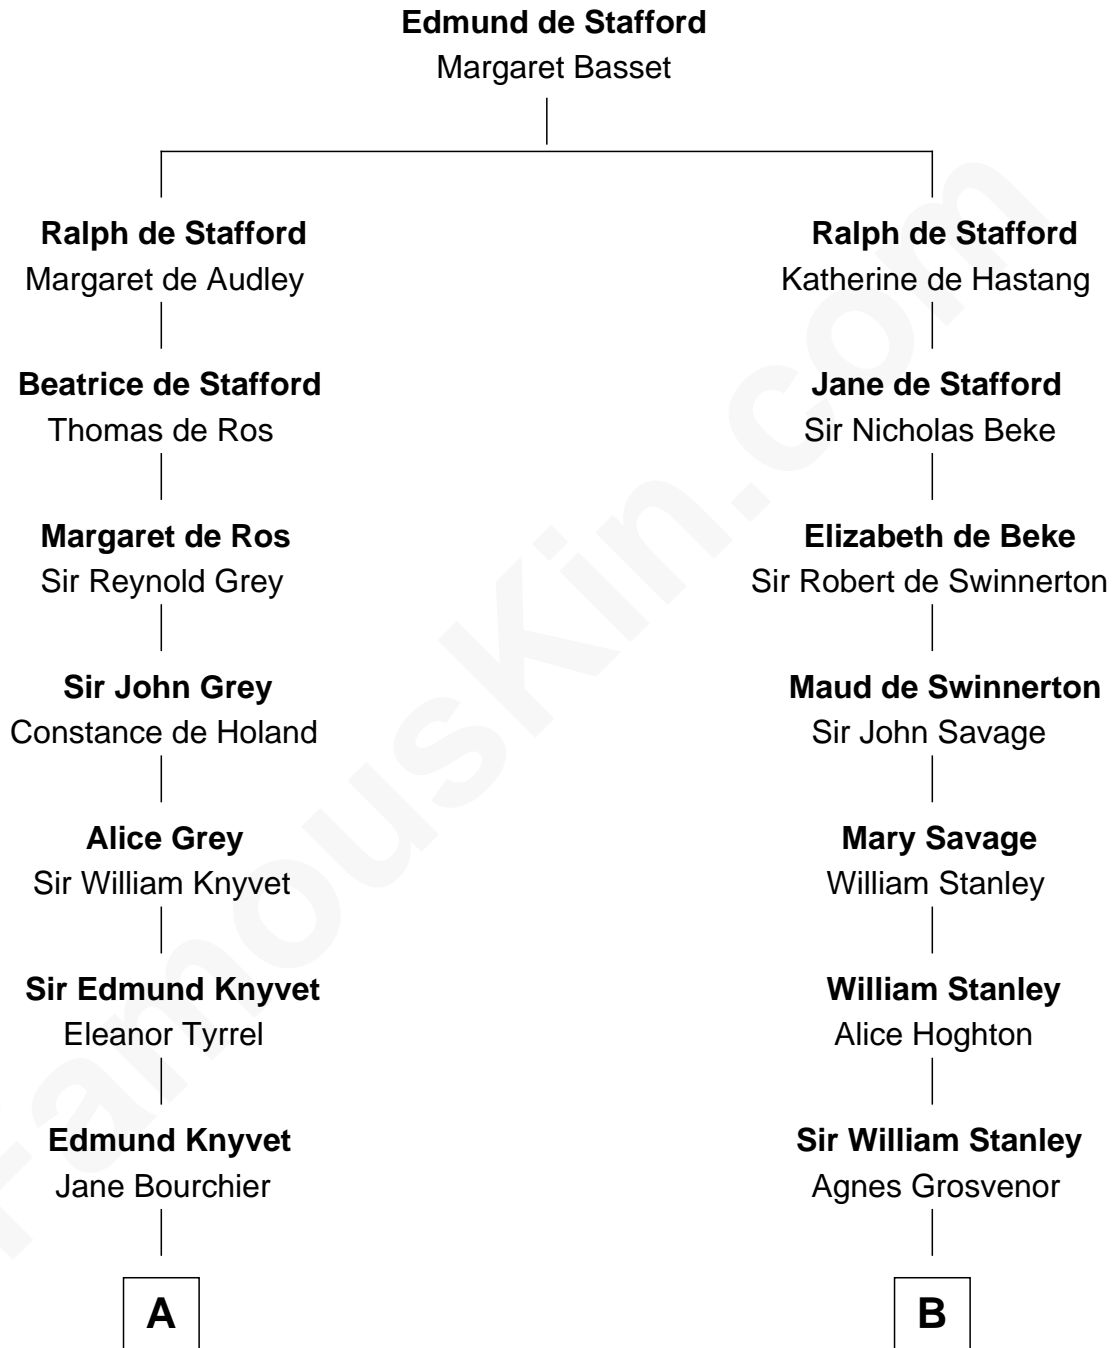 Edmund de Stafford
Margaret Basset
Ralph de Stafford
Margaret de Audley
Beatrice de Stafford
Thomas de Ros
Margaret de Ros
Sir Reynold Grey
Sir John Grey
Constance de Holand
Alice Grey
Sir William Knyvet
Sir Edmund Knyvet
Eleanor Tyrrel
Edmund Knyvet
Jane Bourchier
A
Ralph de Stafford
Katherine de Hastang
Jane de Stafford
Sir Nicholas Beke
Elizabeth de Beke
Sir Robert de Swinnerton
Maud de Swinnerton
Sir John Savage
Mary Savage
William Stanley
William Stanley
Alice Hoghton
Sir William Stanley
Agnes Grosvenor
B
FamousKin.com